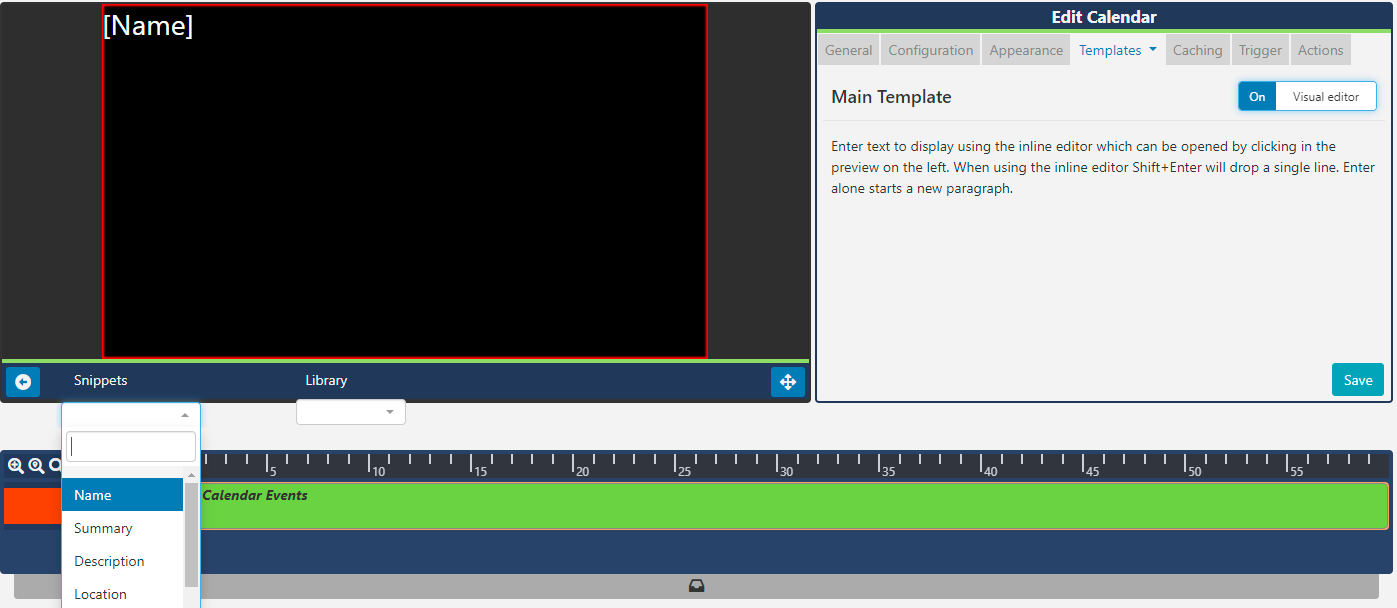 [Name]
Edit Calendar
General Configuration Appearance Templates Caching Trigger Actions
Main Template
On Visual editor
Enter text to display using the inline editor which can be opened by clicking in the
preview on the left. When using the inline editor Shift+Enter will drop a single line. Enter
alone starts a new paragraph.
Save
Snippets Library
5 10 15 20 25 30 35 40 45 50 55
Calendar Events
Name
Summary
Description
Location